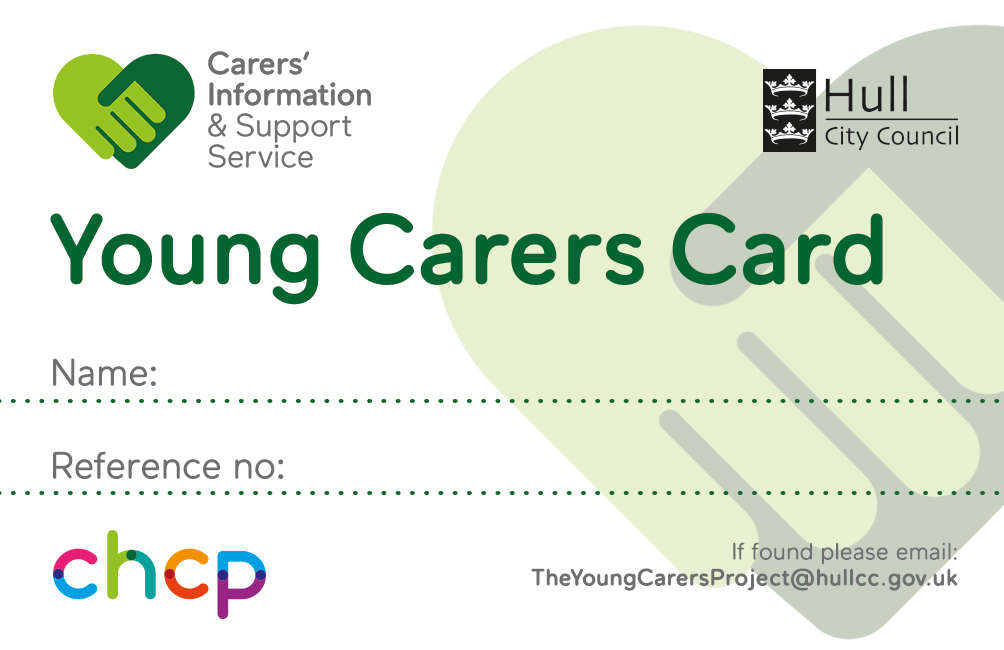 Carers’
Information
& Support
Service
Hull
City Council
Young Carers Card
Name:
Reference no:
chcp
If found please email:
TheYoungCarersProject@hullcc.gov.uk